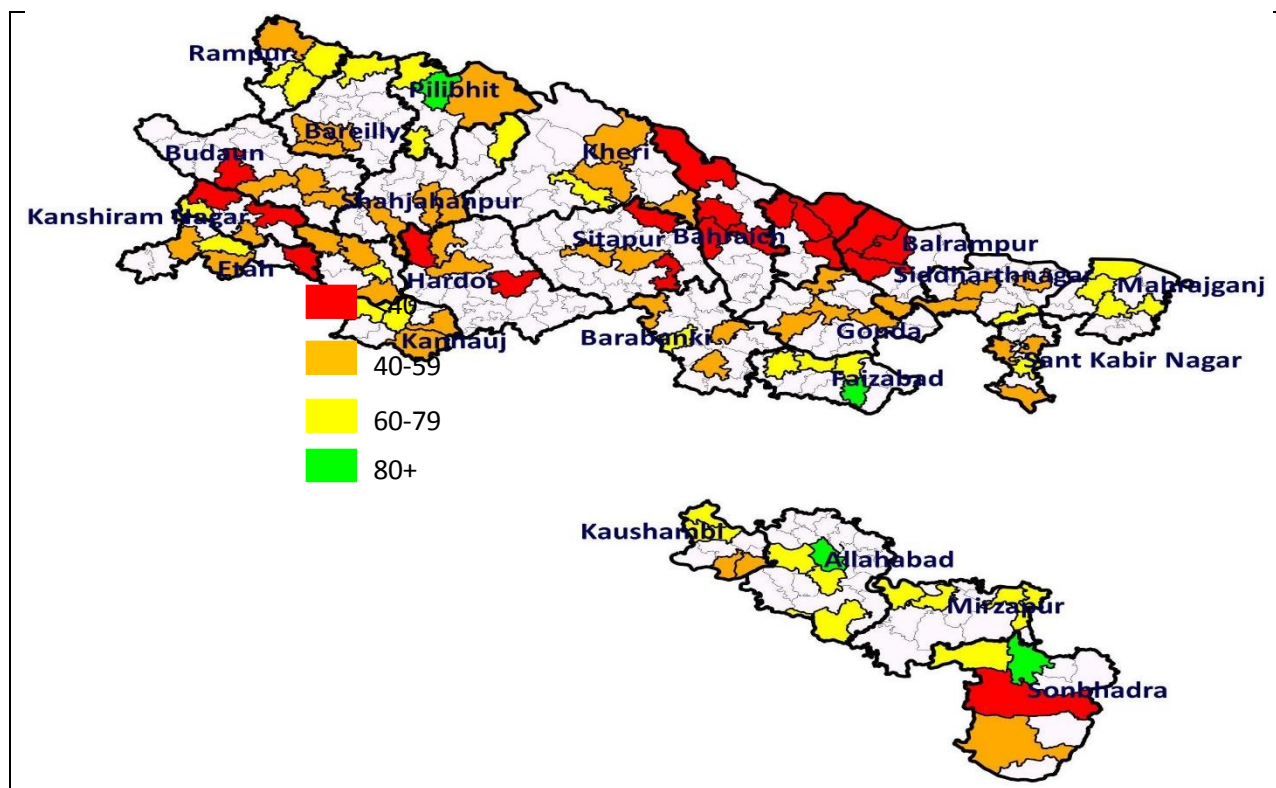 Rampur
Pilibhit
Bareilly
Budaun
Kheri
Kanshiram Nagar
Shahjahanpur
Sitapur
Bahraich
Balrampur
Etah
Hardoi
Siddharthnagar
Mahrajganj
Kannauj
Barabanki
Gonda
Sant Kabir Nagar
Faizabad
40-59
60-79
80+
Kaushambi
Allahabad
Mirzapur
Sonbhadra